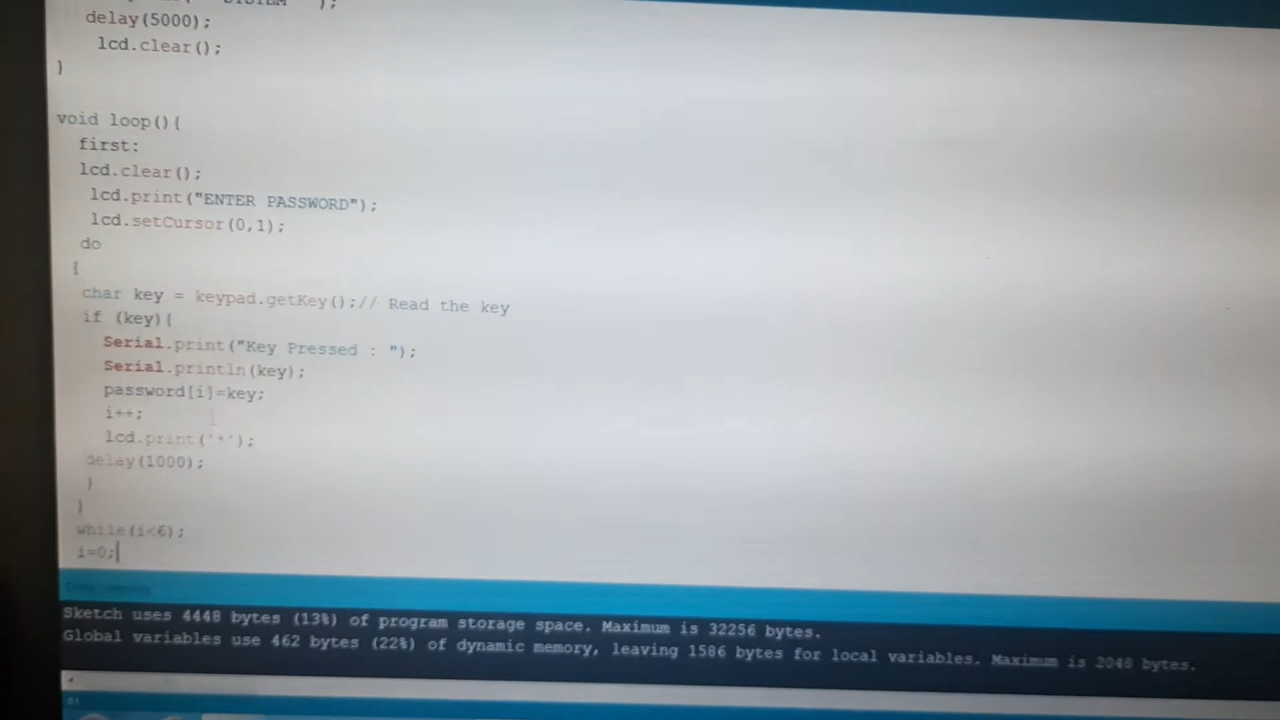 delay(5000);
lcd.clear();
}
void loop(){
first:
lcd.clear();
lcd.print("ENTER PASSWORD");
lcd.setCursor(0,1);
do
{
char key = keypad.getKey();// Read the key
if (key){
Serial.print("Key Pressed : ");
Serial.println(key);
password[i]=key;
i++;
lcd.print('*');
delay(1000);
}
}
while(i<6);
i=0;
Sketch uses 4448 bytes (13%) of program storage space. Maximum is 32256 bytes.
Global variables use 462 bytes (22%) of dynamic memory, leaving 1586 bytes for local variables. Maximum is 2048 bytes.